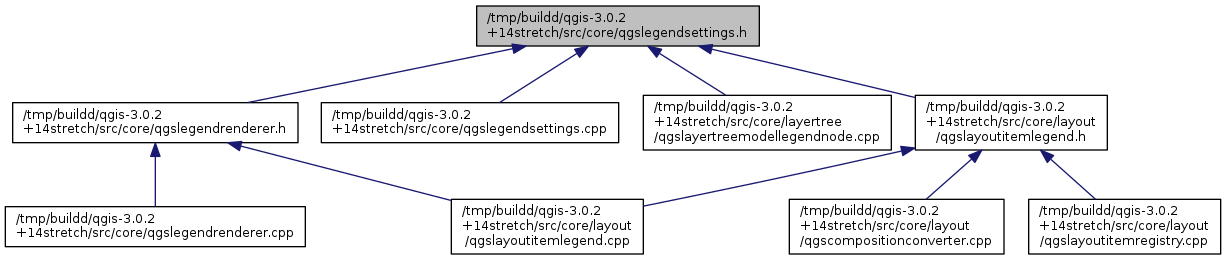 /tmp/buildd/qgis-3.0.2
+14stretch/src/core/qgslegendsettings.h
/tmp/buildd/qgis-3.0.2
+14stretch/src/core/qgslegendrenderer.h
/tmp/buildd/qgis-3.0.2
+14stretch/src/core/qgslegendsettings.cpp
/tmp/buildd/qgis-3.0.2
+14stretch/src/core/layertree
/qgslayertreemodellegendnode.cpp
/tmp/buildd/qgis-3.0.2
+14stretch/src/core/layout
/qgslayoutitemlegend.h
/tmp/buildd/qgis-3.0.2
+14stretch/src/core/qgslegendrenderer.cpp
/tmp/buildd/qgis-3.0.2
+14stretch/src/core/layout
/qgslayoutitemlegend.cpp
/tmp/buildd/qgis-3.0.2
+14stretch/src/core/layout
/qgscompositionconverter.cpp
/tmp/buildd/qgis-3.0.2
+14stretch/src/core/layout
/qgslayoutitemregistry.cpp